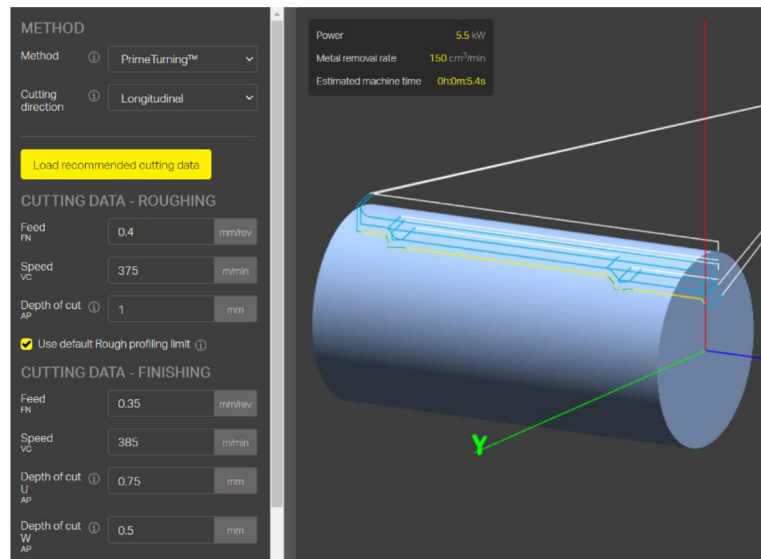 METHOD
Method
PrimeTurning™
Cutting
direction
Longitudinal
Load recommended cutting data
CUTTING DATA - ROUGHING
Feed
FN
0.4 mm/rev
Speed
VC
375 m/min
Depth of cut
AP
1 mm
Use default Rough profiling limit
CUTTING DATA - FINISHING
Feed
FN
0.35 mm/rev
Speed
VC
385 m/min
Depth of cut
U
AP
0.75 mm
Depth of cut
W
AP
0.5 mm
Power 5.5 kW
Metal removal rate 150 cm³/min
Estimated machine time 0h:0m:5.4s
Y